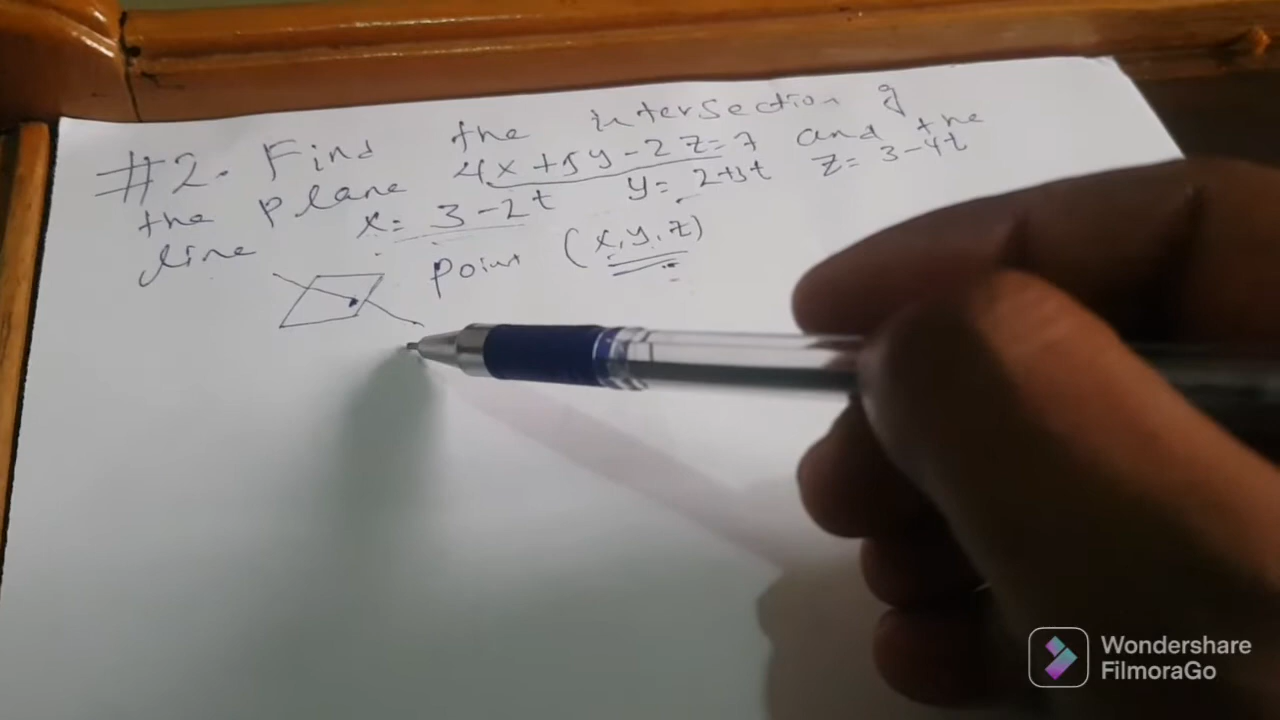 #2. Find the intersection of
the plane 4x+5y-2z=7 and the
line x= 3-2t y= 2+5t z= 3-4t
point (x,y,z)
Wondershare
FilmoraGo